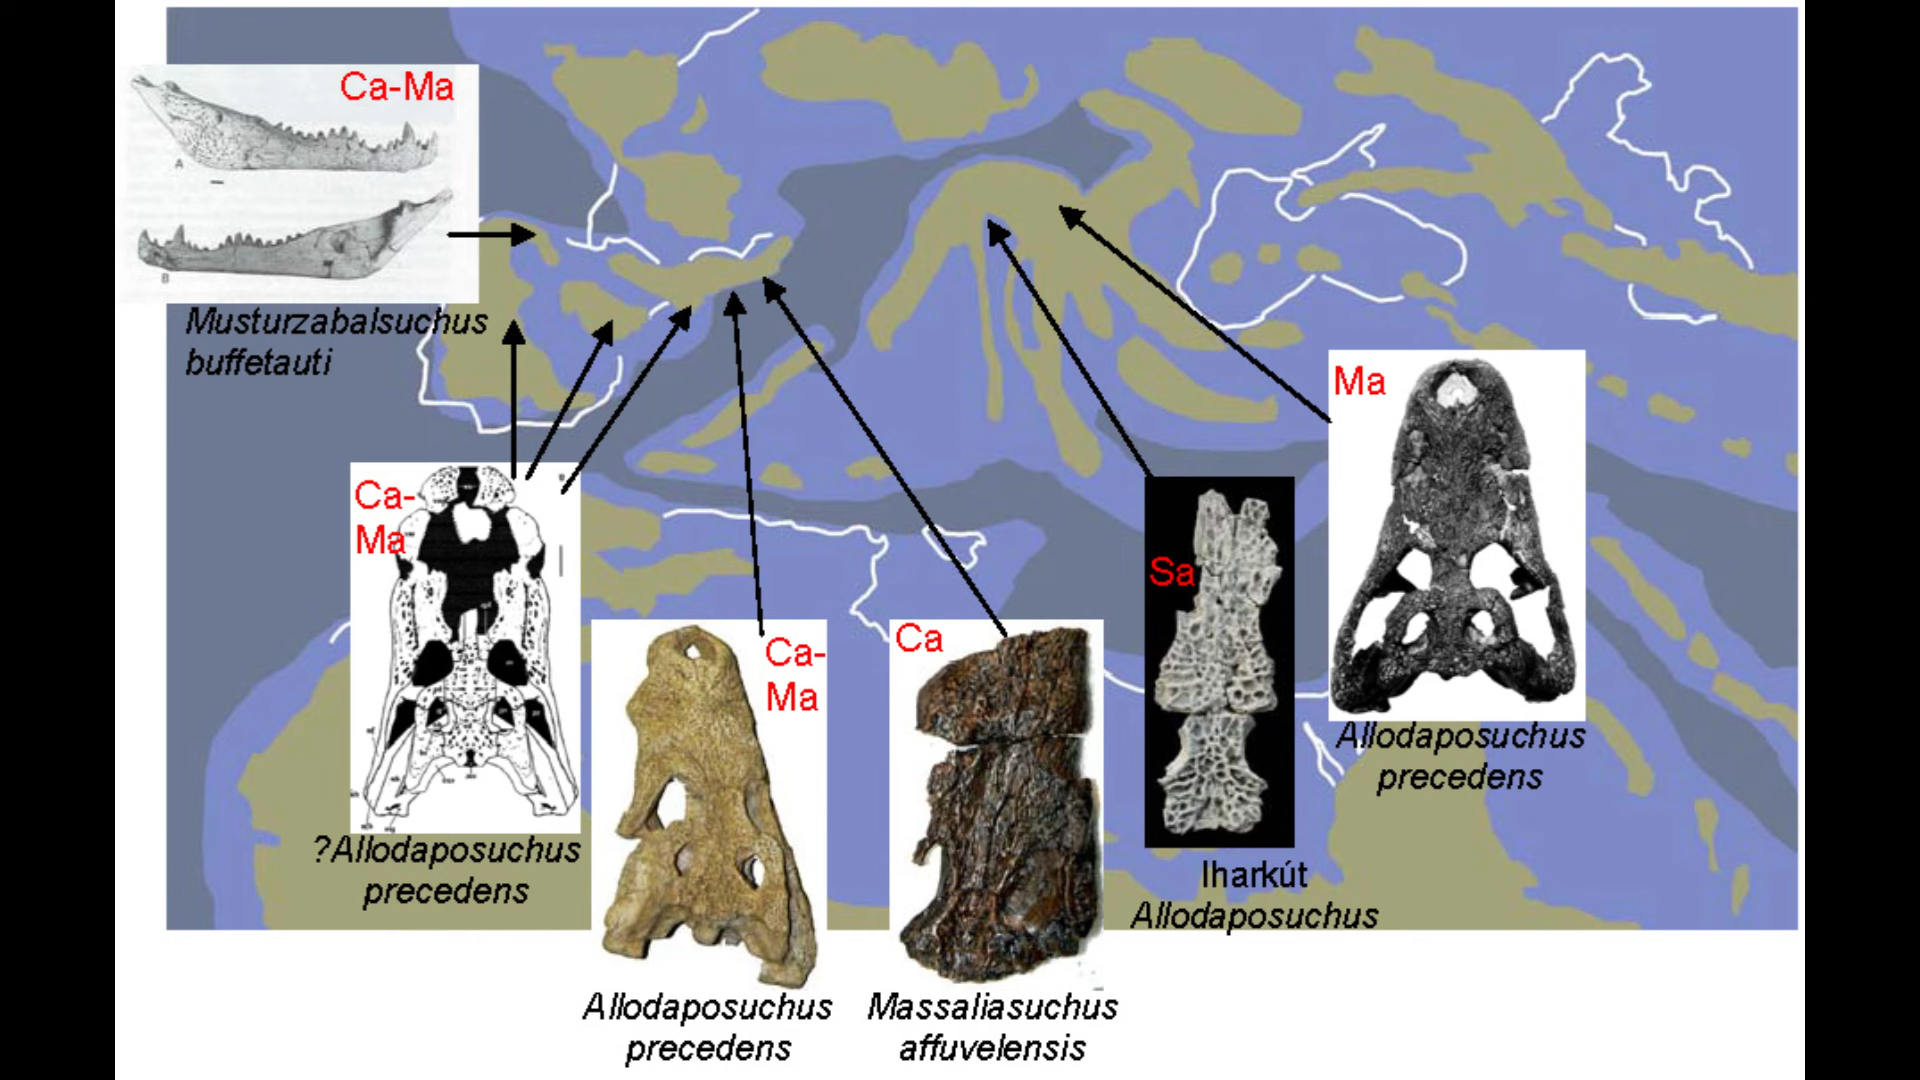 Ca-Ma
A
B
Musturzabalsuchus
buffetauti
Ca-
Ma
?Allodaposuchus
precedens
Ca-
Ma
Allodaposuchus
precedens
Ca
Massaliasuchus
affuvelensis
Sa
Iharkút
Allodaposuchus
Ma
Allodaposuchus
precedens